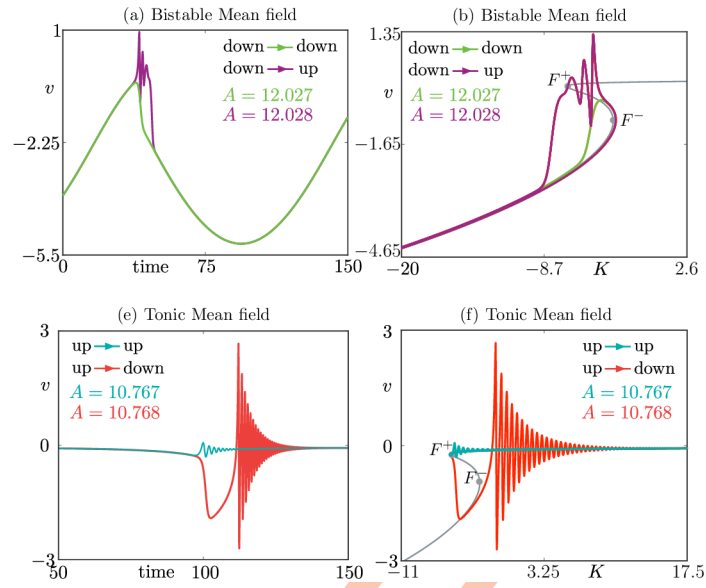 (a) Bistable Mean field
1
v
−2.25
−5.5
down → down
down → up
A = 12.027
A = 12.028
0
time
75
150
(b) Bistable Mean field
1.35
v
−1.65
−4.65
down → down
down → up
A = 12.027
A = 12.028
F⁺
F⁻
−20
−8.7
K
2.6
(e) Tonic Mean field
3
v
0
−3
up → up
up → down
A = 10.767
A = 10.768
50
time
100
150
(f) Tonic Mean field
3
v
0
−3
up → up
up → down
A = 10.767
A = 10.768
F⁺
F⁻
−11
3.25
K
17.5